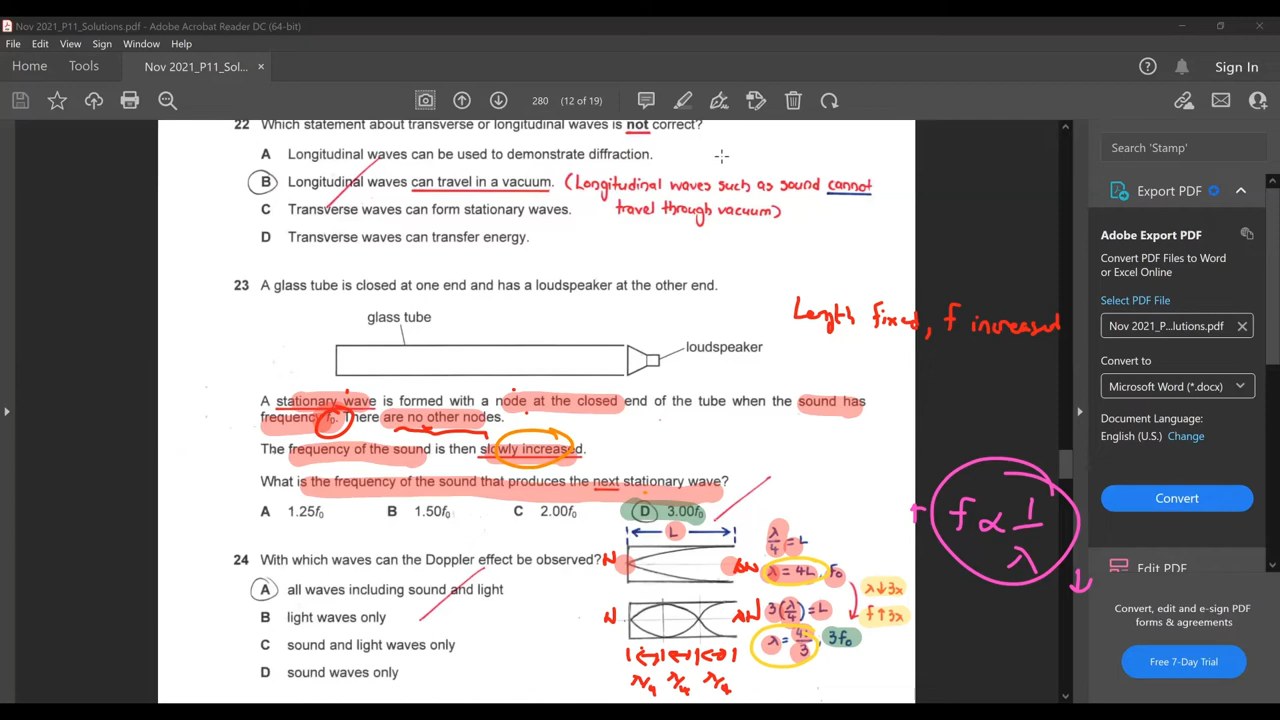 Nov 2021_P11_Solutions.pdf - Adobe Acrobat Reader DC (64-bit)
File Edit View Sign Window Help
Home Tools Nov 2021_P11_Sol... × Sign In
280 (12 of 19)
22 Which statement about transverse or longitudinal waves is not correct?
A Longitudinal waves can be used to demonstrate diffraction.
B Longitudinal waves can travel in a vacuum. (Longitudinal waves such as sound cannot
travel through vacuum)
C Transverse waves can form stationary waves.
D Transverse waves can transfer energy.
23 A glass tube is closed at one end and has a loudspeaker at the other end.
Length fixed, f increased
glass tube
loudspeaker
A stationary wave is formed with a node at the closed end of the tube when the sound has
frequency f₀. There are no other nodes.
The frequency of the sound is then slowly increased.
What is the frequency of the sound that produces the next stationary wave?
A 1.25f₀ B 1.50f₀ C 2.00f₀ D 3.00f₀
L
N AN
λ/4 = L
λ = 4L, f₀
λ↓3x
f↑3x
N AN
3(λ/4) = L
3f₀
λ/4 λ/4 λ/4
f ∝ 1/λ
24 With which waves can the Doppler effect be observed?
A all waves including sound and light
B light waves only
C sound and light waves only
D sound waves only
Search 'Stamp'
Export PDF
Adobe Export PDF
Convert PDF Files to Word
or Excel Online
Select PDF File
Nov 2021_P...lutions.pdf
Convert to
Microsoft Word (*.docx)
Document Language:
English (U.S.) Change
Convert
Edit PDF
Convert, edit and e-sign PDF
forms & agreements
Free 7-Day Trial